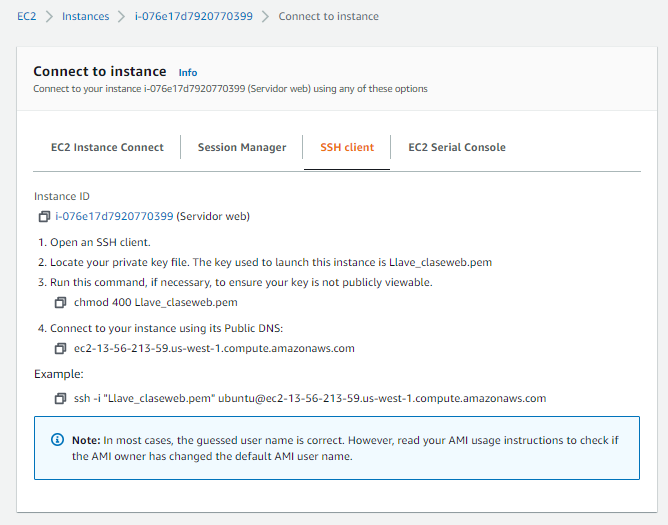 EC2 > Instances > i-076e17d7920770399 > Connect to instance
Connect to instance Info
Connect to your instance i-076e17d7920770399 (Servidor web) using any of these options
EC2 Instance Connect Session Manager SSH client EC2 Serial Console
Instance ID
i-076e17d7920770399 (Servidor web)
1. Open an SSH client.
2. Locate your private key file. The key used to launch this instance is Llave_claseweb.pem
3. Run this command, if necessary, to ensure your key is not publicly viewable.
chmod 400 Llave_claseweb.pem
4. Connect to your instance using its Public DNS:
ec2-13-56-213-59.us-west-1.compute.amazonaws.com
Example:
ssh -i "Llave_claseweb.pem" ubuntu@ec2-13-56-213-59.us-west-1.compute.amazonaws.com
Note: In most cases, the guessed user name is correct. However, read your AMI usage instructions to check if
the AMI owner has changed the default AMI user name.